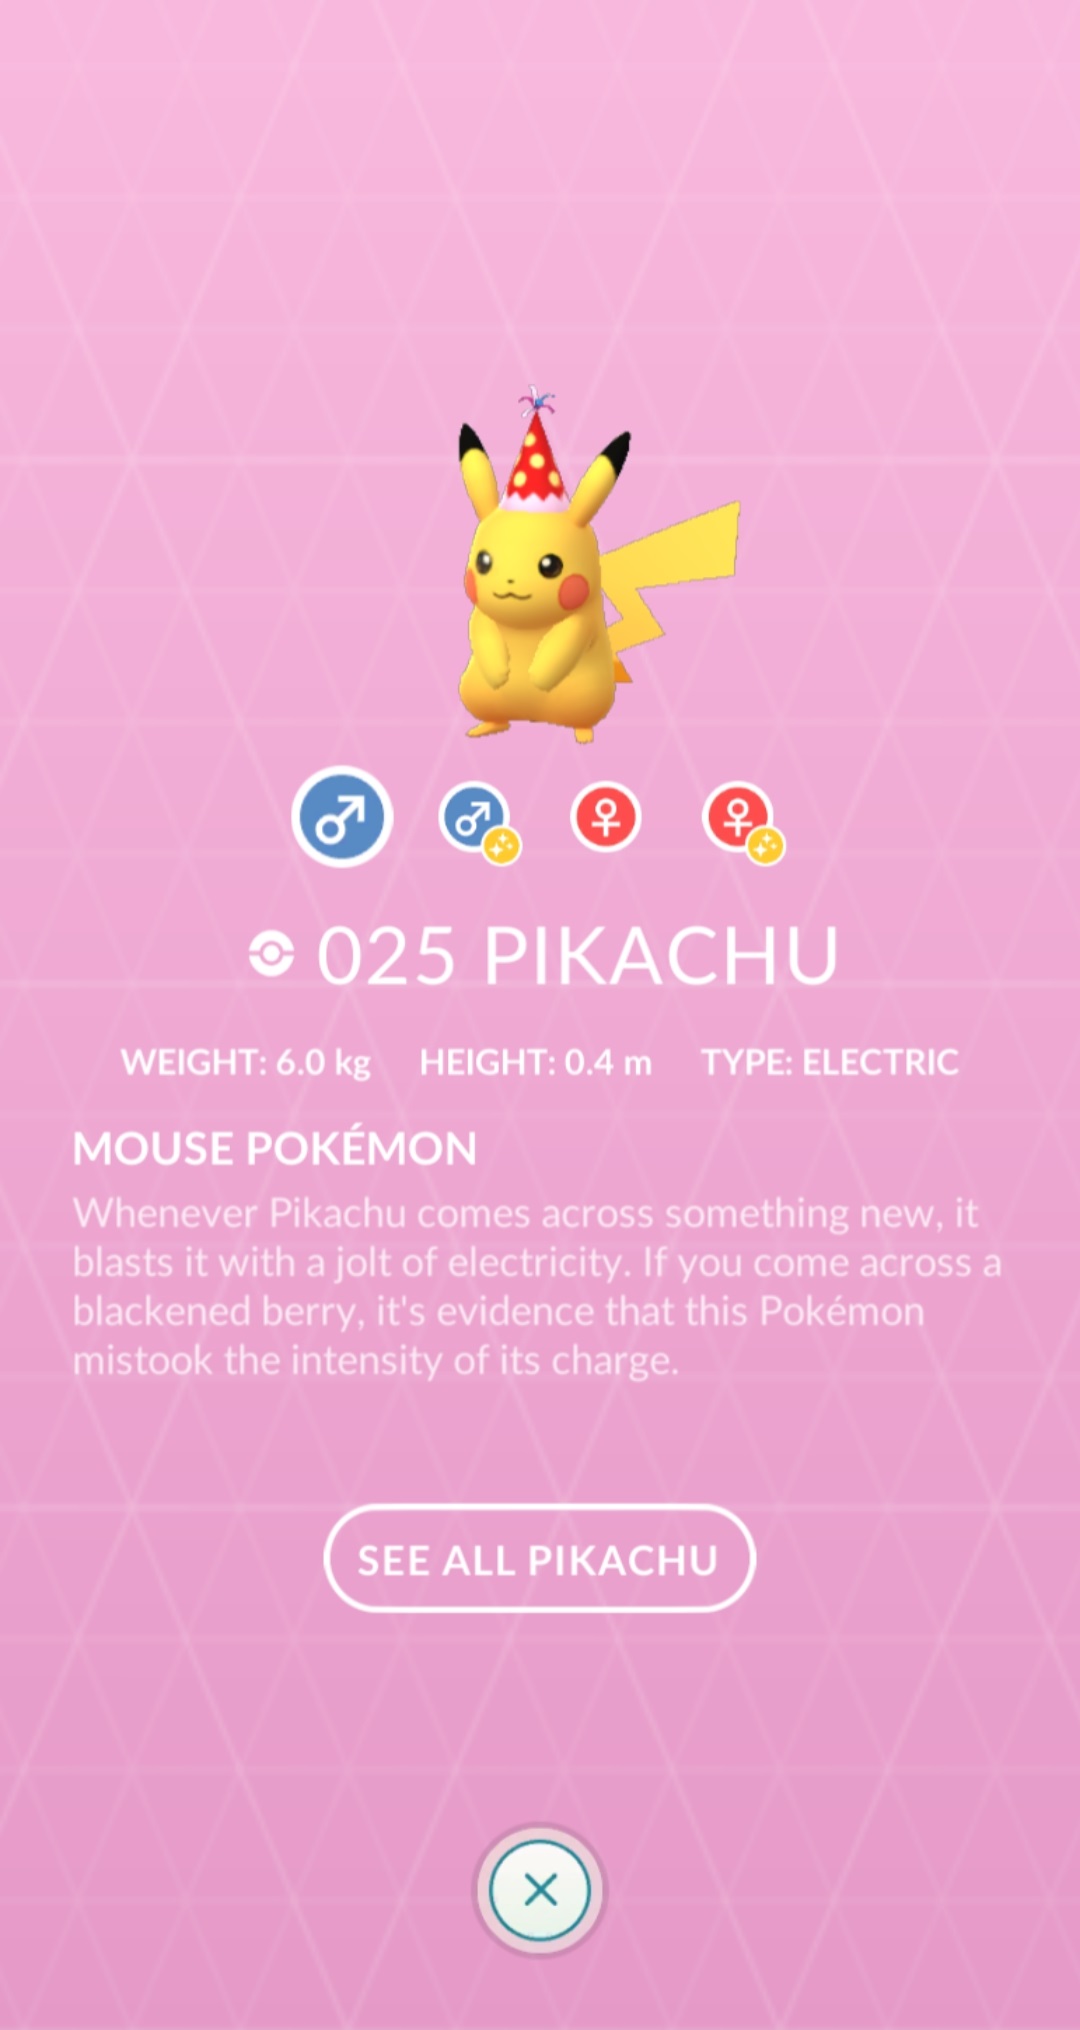 025 PIKACHU
WEIGHT: 6.0 kg HEIGHT: 0.4 m TYPE: ELECTRIC
MOUSE POKÉMON
Whenever Pikachu comes across something new, it
blasts it with a jolt of electricity. If you come across a
blackened berry, it's evidence that this Pokémon
mistook the intensity of its charge.
SEE ALL PIKACHU